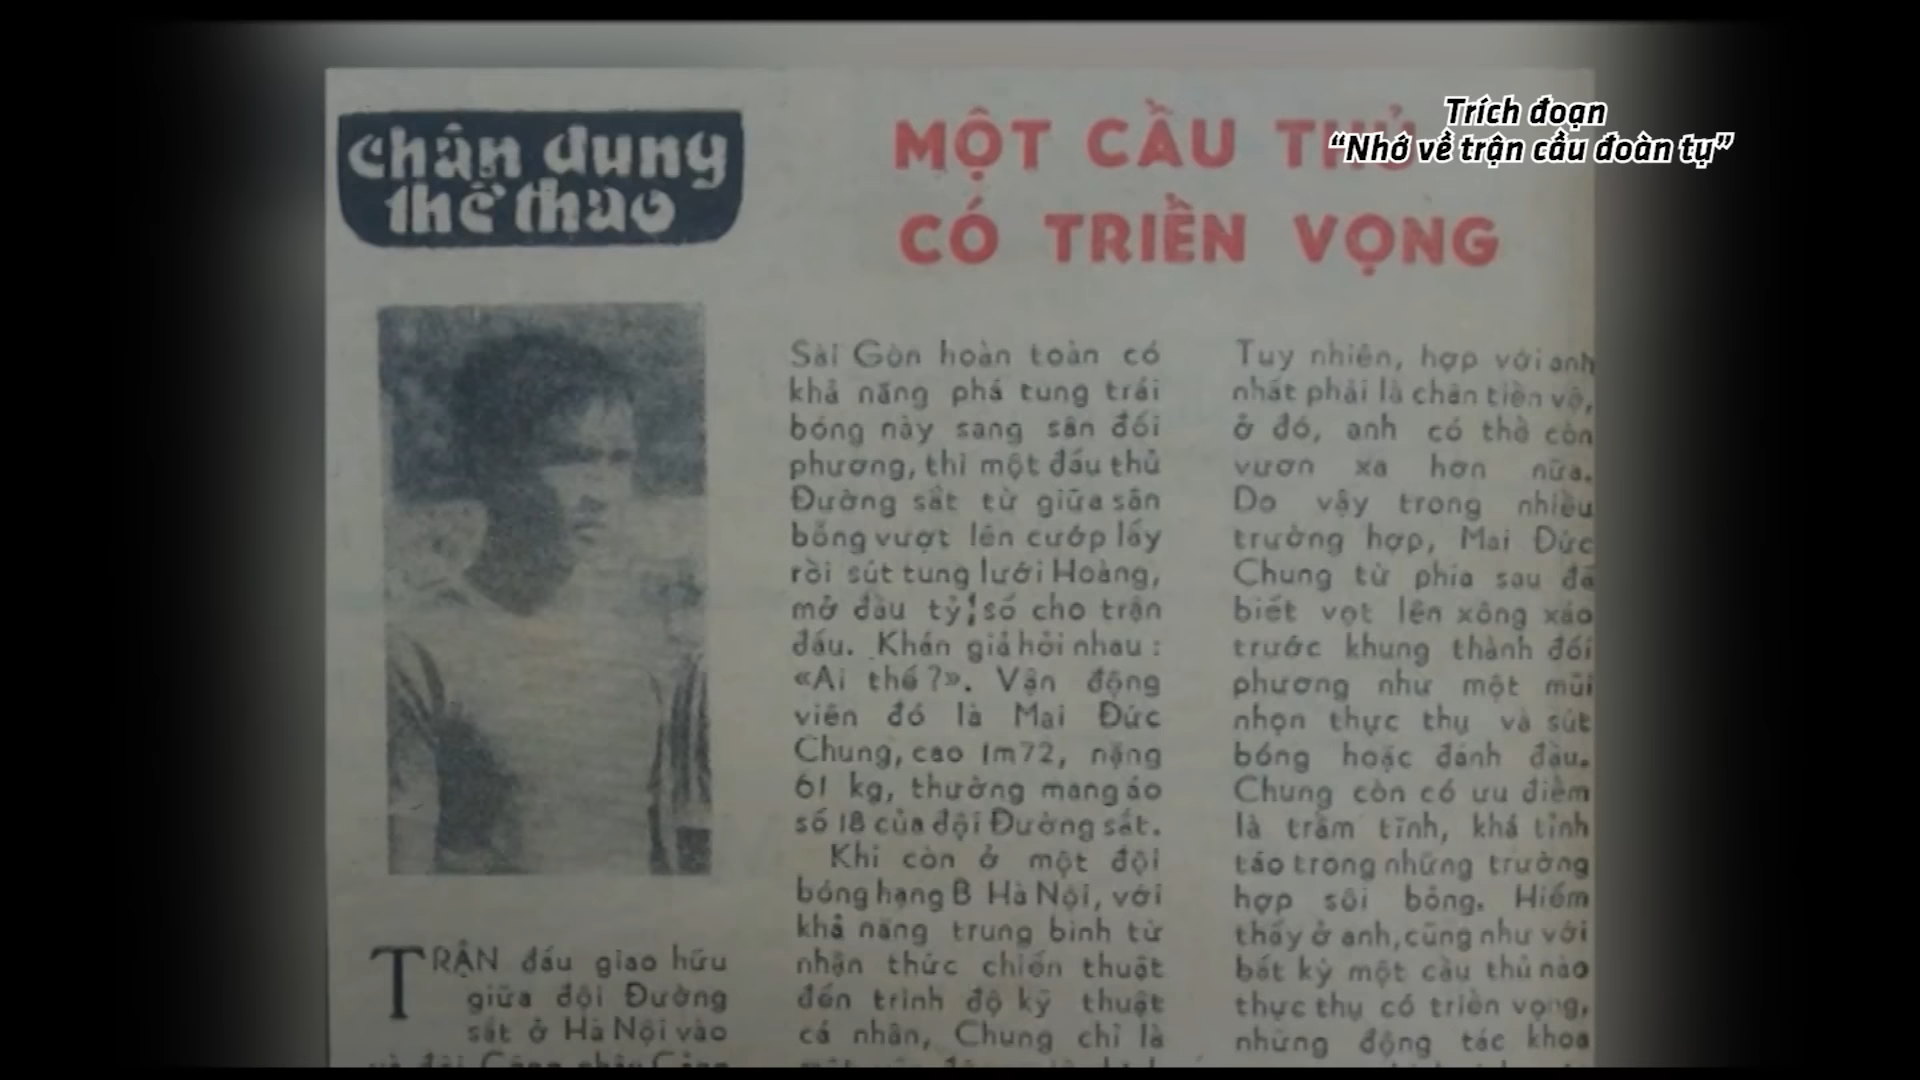 Trích đoạn
“Nhớ về trận cầu đoàn tụ”
chân dung
thể thao
MỘT CẦU THỦ
CÓ TRIỂN VỌNG
TRẬN đấu giao hữu
giữa đội Đường
sắt ở Hà Nội vào
Sài Gòn hoàn toàn có
khả năng phá tung trái
bóng này sang sân đối
phương, thì một đấu thủ
Đường sắt từ giữa sân
bỗng vượt lên cướp lấy
rồi sút tung lưới Hoàng,
mở đầu tỷ số cho trận
đấu. Khán giả hỏi nhau :
«Ai thế?». Vận động
viên đó là Mai Đức
Chung, cao 1m72, nặng
61 kg, thường mang áo
số 18 của đội Đường sắt.
Khi còn ở một đội
bóng hạng B Hà Nội, với
khả năng trung bình từ
nhận thức chiến thuật
đến trình độ kỹ thuật
cá nhân, Chung chỉ là
Tuy nhiên, hợp với anh
nhất phải là chân tiền vệ,
ở đó, anh có thể còn
vươn xa hơn nữa.
Do vậy trong nhiều
trường hợp, Mai Đức
Chung từ phía sau đã
biết vọt lên xông xáo
trước khung thành đối
phương như một mũi
nhọn thực thụ và sút
bóng hoặc đánh đầu.
Chung còn có ưu điểm
là trầm tĩnh, khá tỉnh
táo trong những trường
hợp sôi bỏng. Hiếm
thấy ở anh, cũng như với
bất kỳ một cầu thủ nào
thực thụ có triển vọng,
những động tác khoa